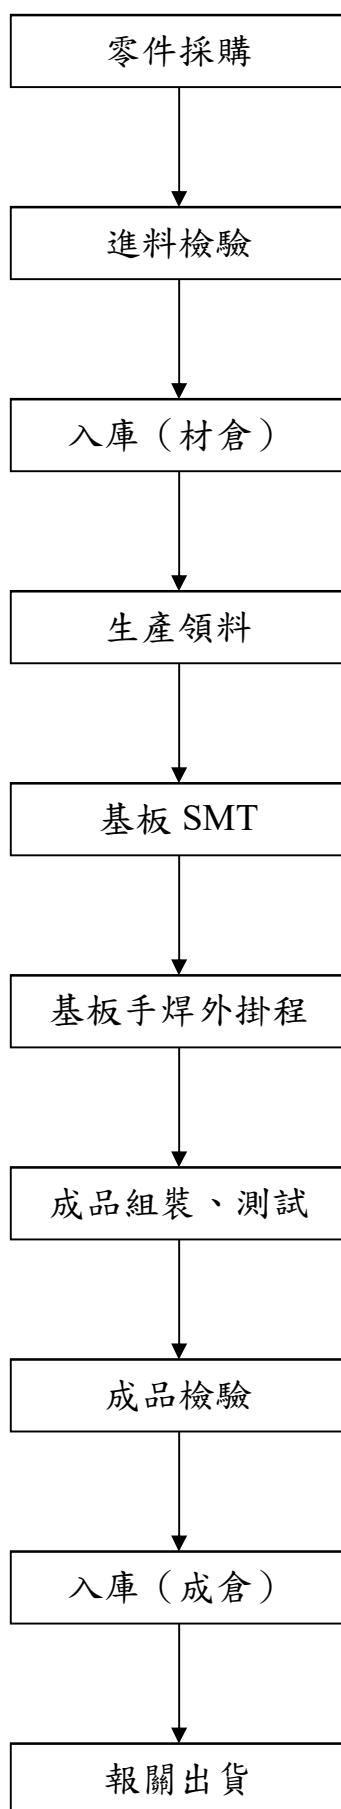 零件採購
進料檢驗
入庫（材倉）
生產領料
基板 SMT
基板手焊外掛程
成品組裝、測試
成品檢驗
入庫（成倉）
報關出貨